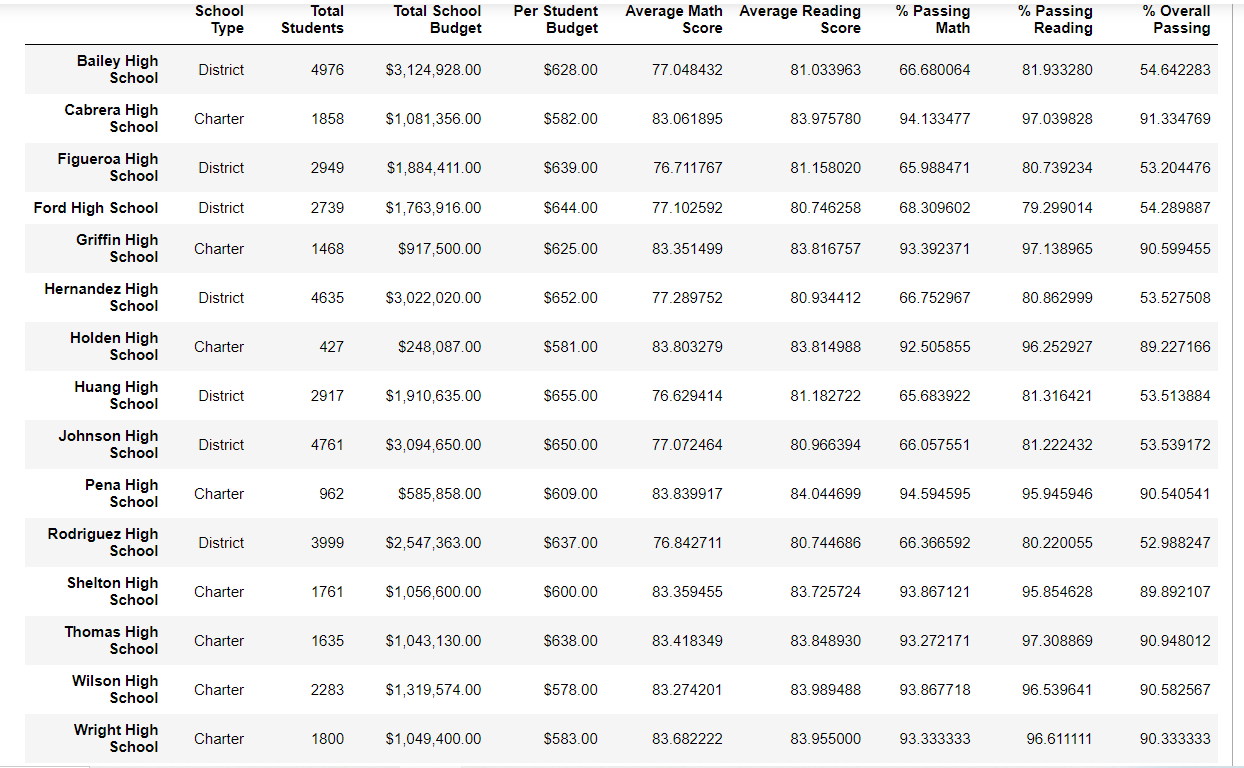 School Type Total Students Total School Budget Per Student Budget Average Math Score Average Reading Score % Passing Math % Passing Reading % Overall Passing
Bailey High School District 4976 $3,124,928.00 $628.00 77.048432 81.033963 66.680064 81.933280 54.642283
Cabrera High School Charter 1858 $1,081,356.00 $582.00 83.061895 83.975780 94.133477 97.039828 91.334769
Figueroa High School District 2949 $1,884,411.00 $639.00 76.711767 81.158020 65.988471 80.739234 53.204476
Ford High School District 2739 $1,763,916.00 $644.00 77.102592 80.746258 68.309602 79.299014 54.289887
Griffin High School Charter 1468 $917,500.00 $625.00 83.351499 83.816757 93.392371 97.138965 90.599455
Hernandez High School District 4635 $3,022,020.00 $652.00 77.289752 80.934412 66.752967 80.862999 53.527508
Holden High School Charter 427 $248,087.00 $581.00 83.803279 83.814988 92.505855 96.252927 89.227166
Huang High School District 2917 $1,910,635.00 $655.00 76.629414 81.182722 65.683922 81.316421 53.513884
Johnson High School District 4761 $3,094,650.00 $650.00 77.072464 80.966394 66.057551 81.222432 53.539172
Pena High School Charter 962 $585,858.00 $609.00 83.839917 84.044699 94.594595 95.945946 90.540541
Rodriguez High School District 3999 $2,547,363.00 $637.00 76.842711 80.744686 66.366592 80.220055 52.988247
Shelton High School Charter 1761 $1,056,600.00 $600.00 83.359455 83.725724 93.867121 95.854628 89.892107
Thomas High School Charter 1635 $1,043,130.00 $638.00 83.418349 83.848930 93.272171 97.308869 90.948012
Wilson High School Charter 2283 $1,319,574.00 $578.00 83.274201 83.989488 93.867718 96.539641 90.582567
Wright High School Charter 1800 $1,049,400.00 $583.00 83.682222 83.955000 93.333333 96.611111 90.333333